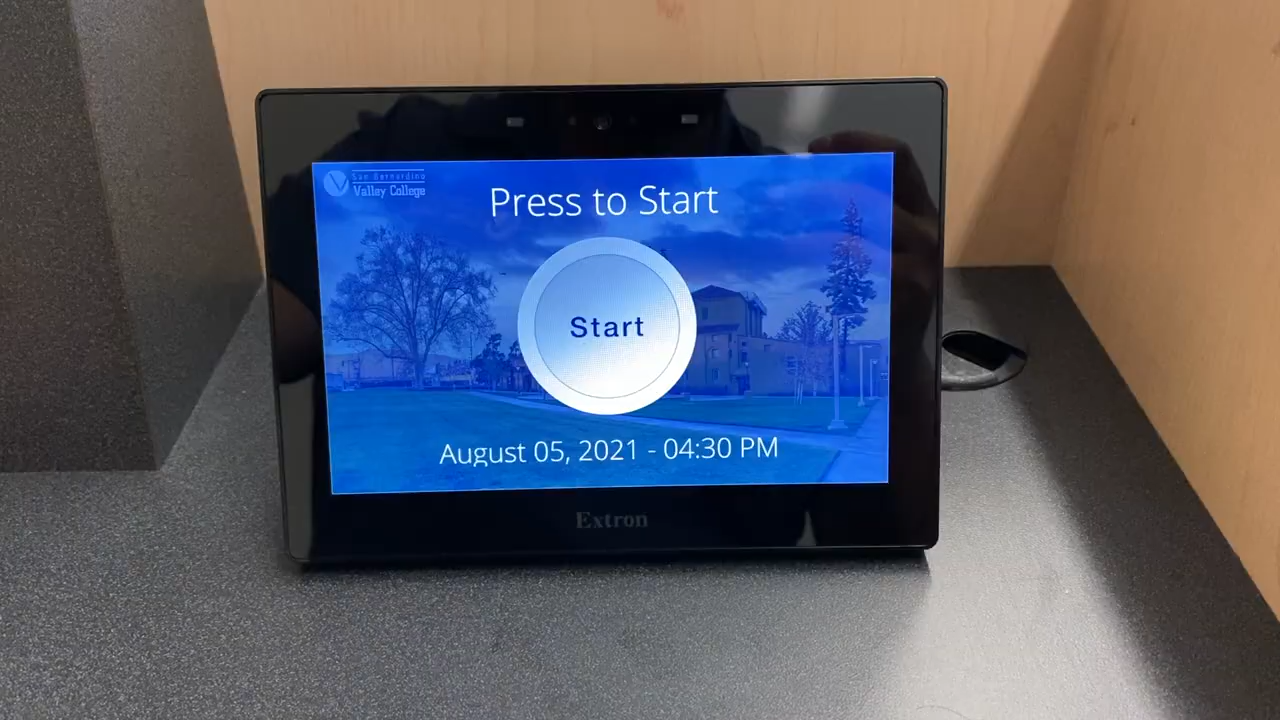 San Bernardino
Valley College
Press to Start
Start
August 05, 2021 - 04:30 PM
Extron